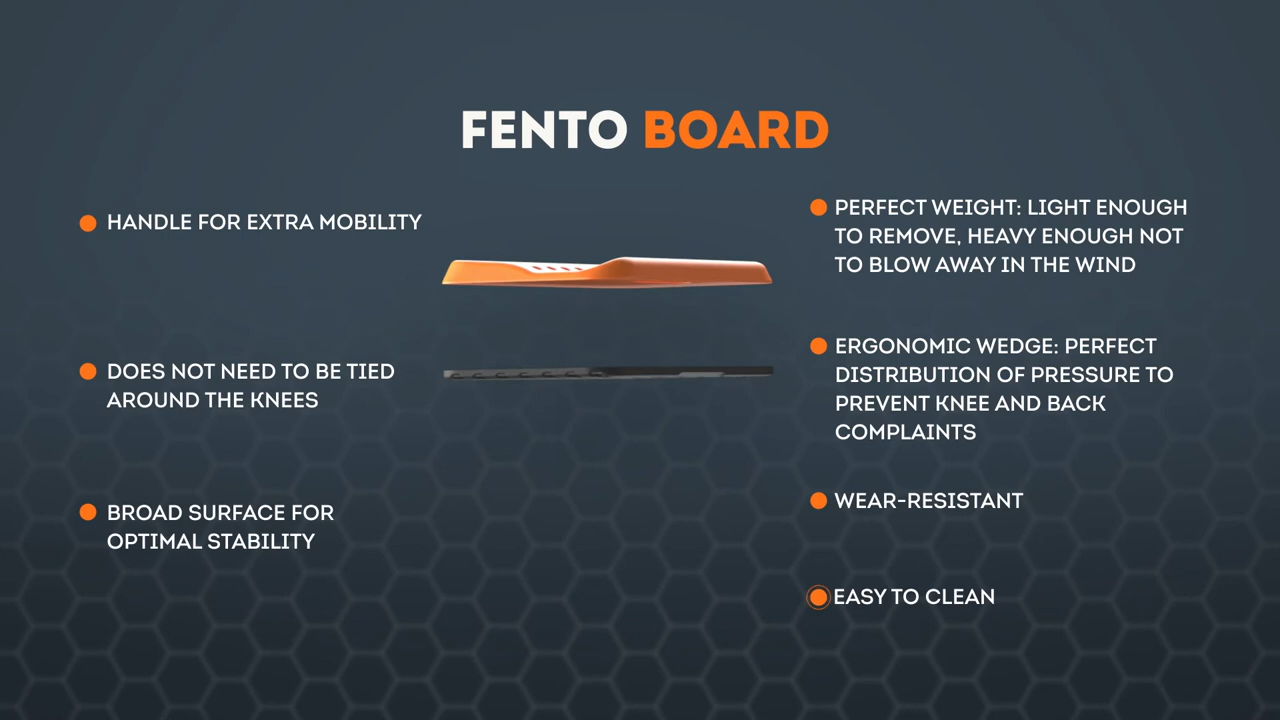 FENTO BOARD
HANDLE FOR EXTRA MOBILITY
DOES NOT NEED TO BE TIED
AROUND THE KNEES
BROAD SURFACE FOR
OPTIMAL STABILITY
PERFECT WEIGHT: LIGHT ENOUGH
TO REMOVE, HEAVY ENOUGH NOT
TO BLOW AWAY IN THE WIND
ERGONOMIC WEDGE: PERFECT
DISTRIBUTION OF PRESSURE TO
PREVENT KNEE AND BACK
COMPLAINTS
WEAR-RESISTANT
EASY TO CLEAN